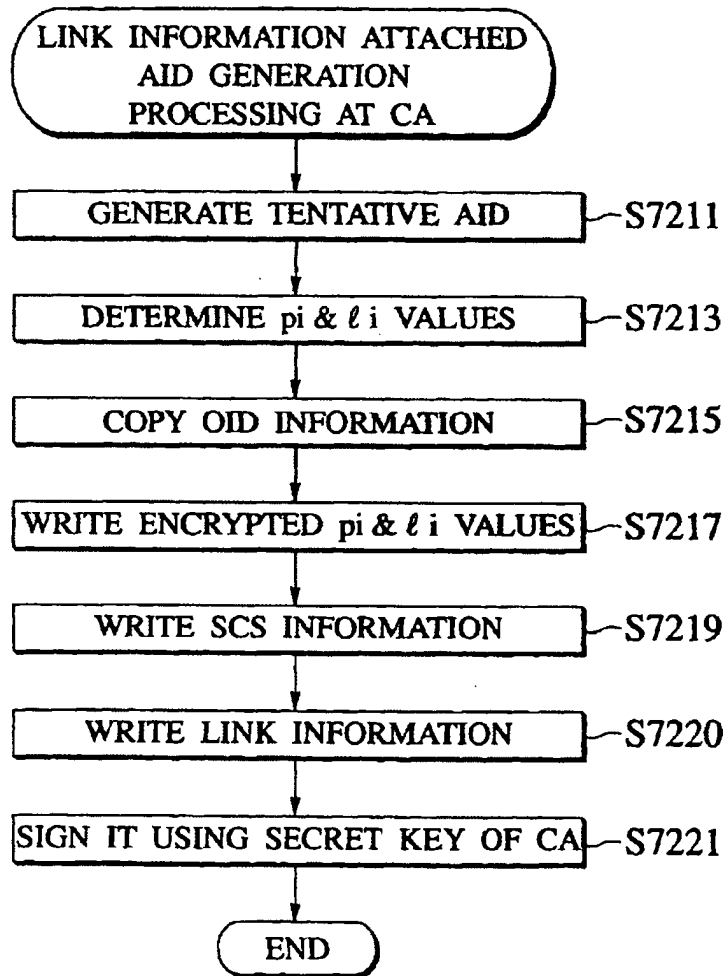 LINK INFORMATION ATTACHED
AID GENERATION
PROCESSING AT CA
GENERATE TENTATIVE AID
S7211
DETERMINE pi & ℓ i VALUES
S7213
COPY OID INFORMATION
S7215
WRITE ENCRYPTED pi & ℓ i VALUES
S7217
WRITE SCS INFORMATION
S7219
WRITE LINK INFORMATION
S7220
SIGN IT USING SECRET KEY OF CA
S7221
END